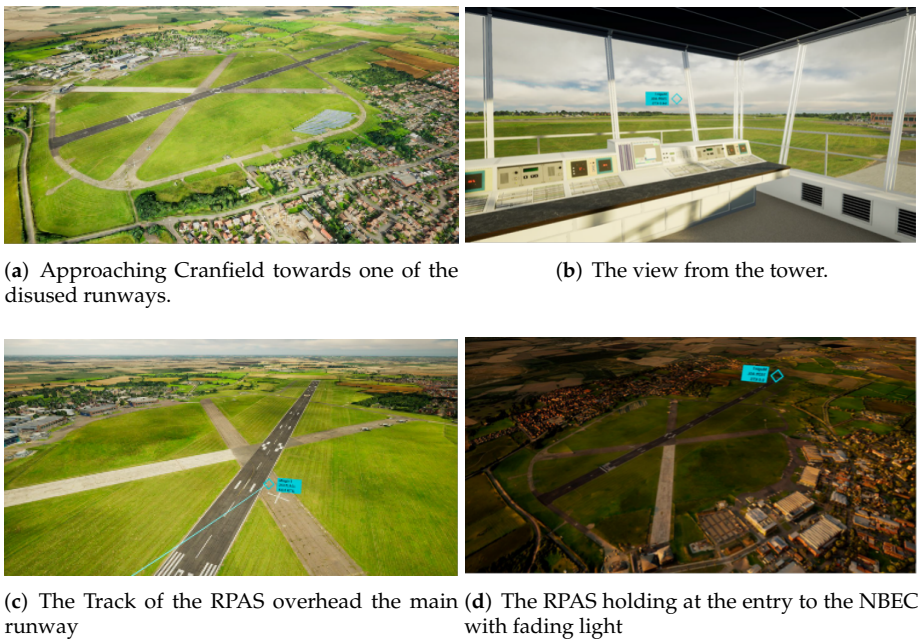 (a) Approaching Cranfield towards one of the
disused runways.
(b) The view from the tower.
(c) The Track of the RPAS overhead the main
runway
(d) The RPAS holding at the entry to the NBEC
with fading light